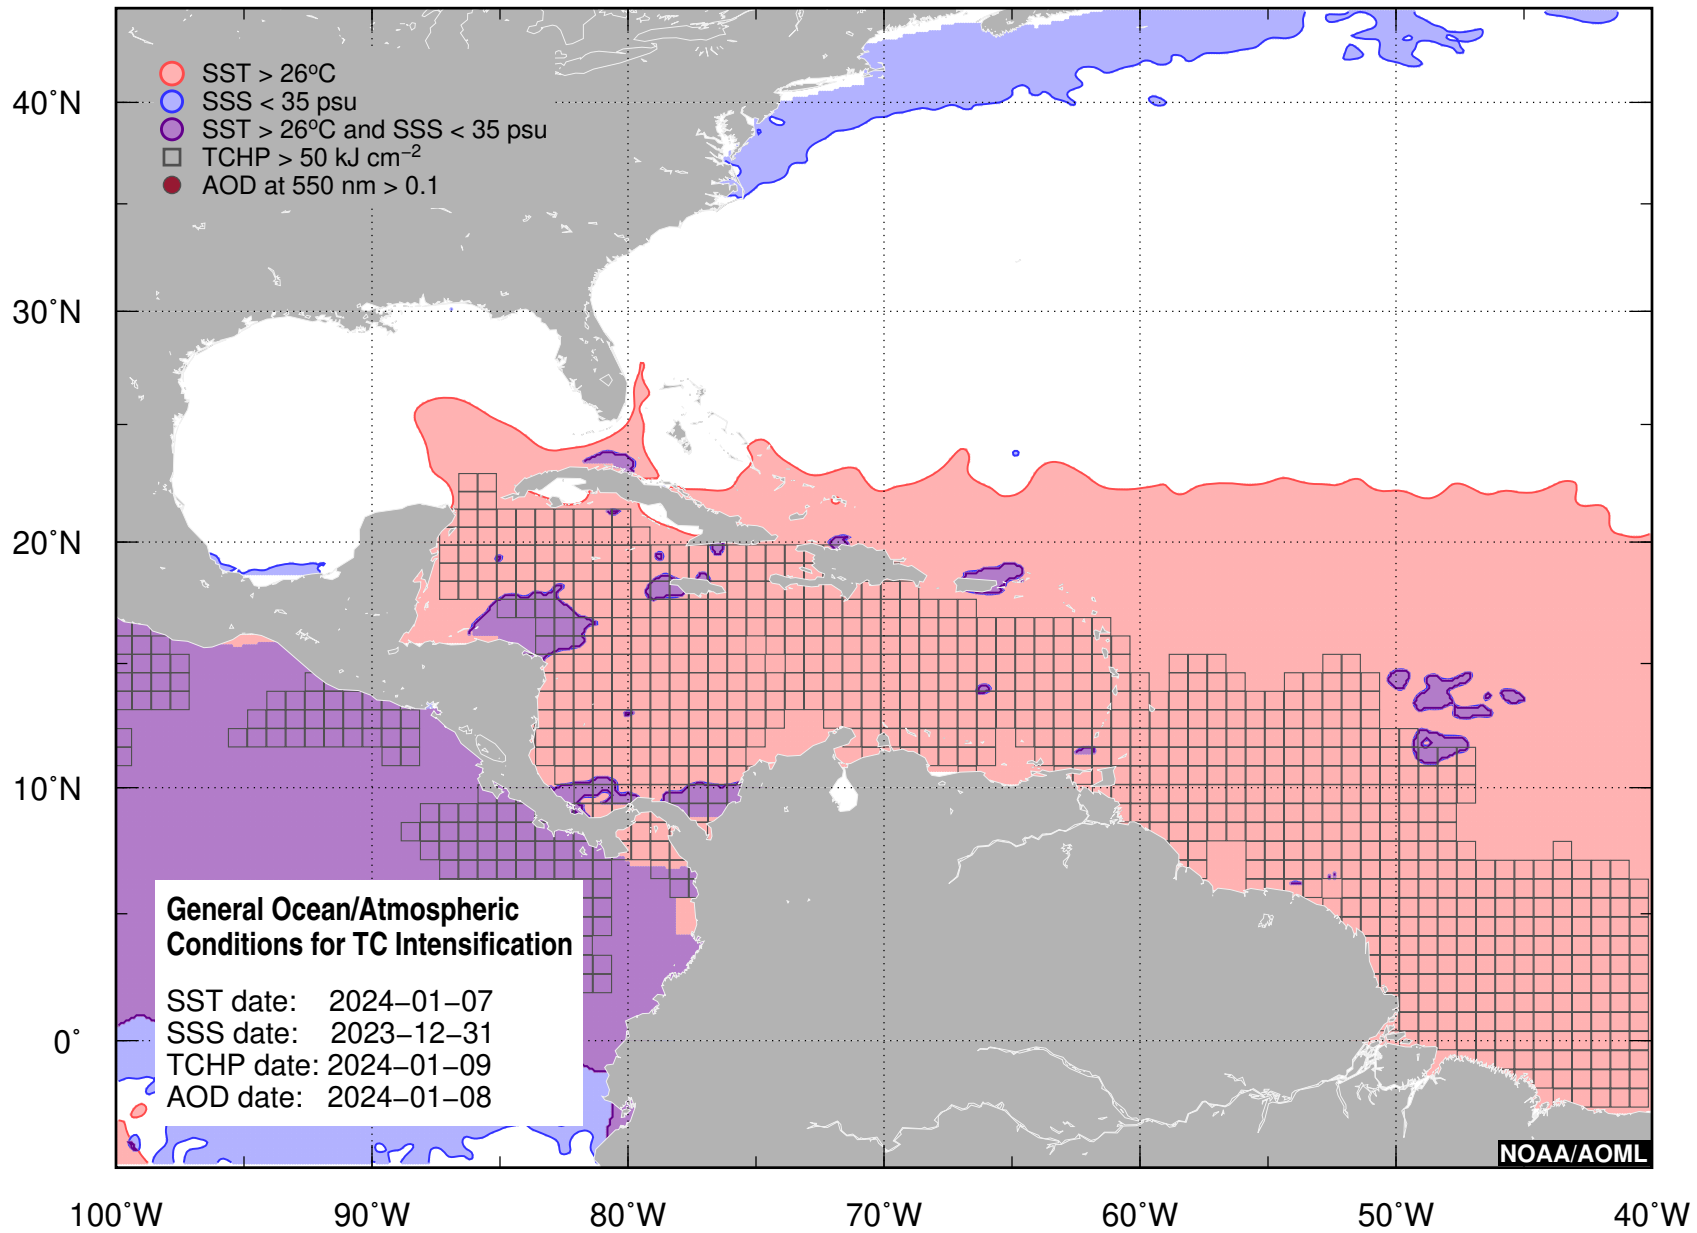 SST > 26°C
SSS < 35 psu
SST > 26°C and SSS < 35 psu
TCHP > 50 kJ cm⁻²
AOD at 550 nm > 0.1
40°N
30°N
20°N
10°N
0°
General Ocean/Atmospheric
Conditions for TC Intensification
SST date: 2024−01−07
SSS date: 2023−12−31
TCHP date: 2024−01−09
AOD date: 2024−01−08
NOAA/AOML
100°W 90°W 80°W 70°W 60°W 50°W 40°W